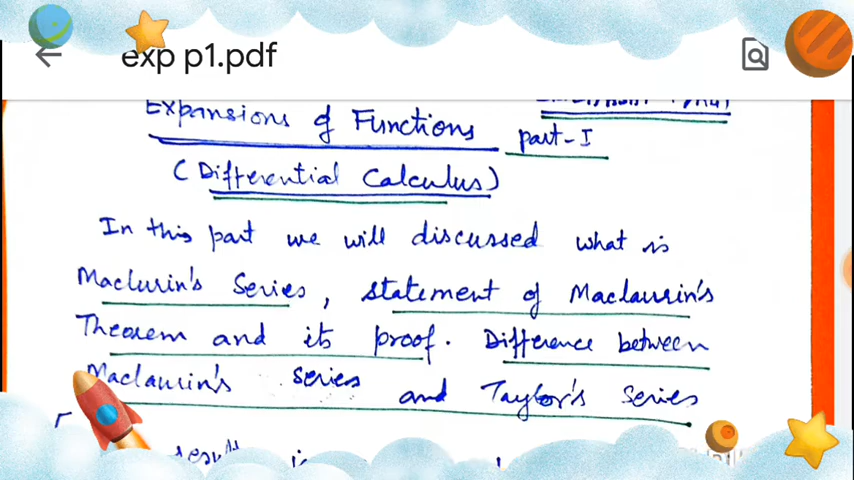 exp p1.pdf
Expansions of Functions part-I
(Differential Calculus)
In this part we will discussed what is
Maclurin's Series, statement of Maclaurin's
Theorem and its proof. Difference between
Maclaurin's series and Taylor's Series